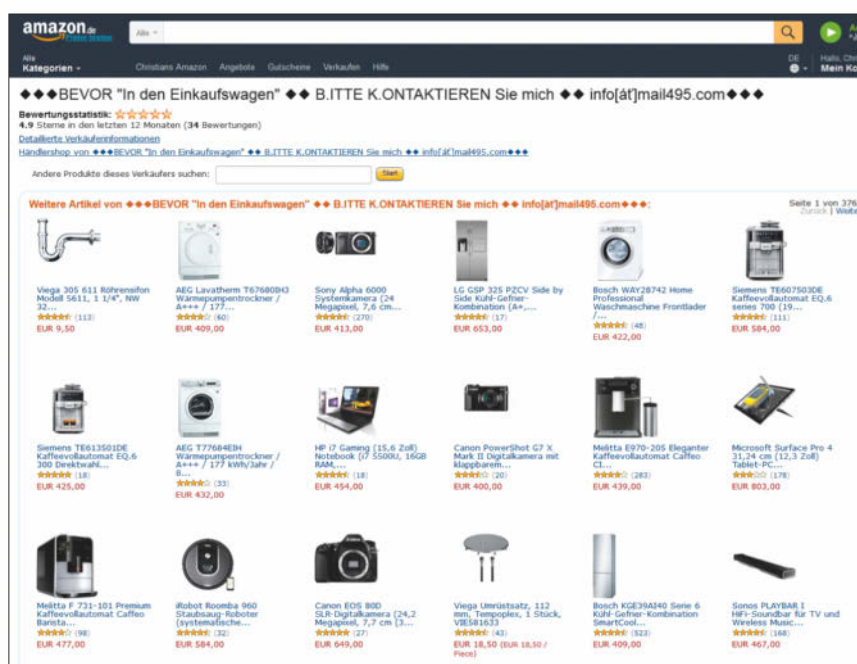 amazon.de
Prime testen
Alle
DE
Hallo, Chri
Alle
Kategorien
Christians Amazon Angebote Gutscheine Verkaufen Hilfe
Mein Ko
◆◆◆BEVOR "In den Einkaufswagen" ◆◆ B.ITTE K.ONTAKTIEREN Sie mich ◆◆ info[át']mail495.com◆◆◆
Bewertungsstatistik:
4.9 Sterne in den letzten 12 Monaten (34 Bewertungen)
Detaillierte Verkäuferinformationen
Händlershop von ◆◆◆BEVOR "In den Einkaufswagen" ◆◆ B.ITTE K.ONTAKTIEREN Sie mich ◆◆ info[át']mail495.com◆◆◆
Andere Produkte dieses Verkäufers suchen: Start
Weitere Artikel von ◆◆◆BEVOR "In den Einkaufswagen" ◆◆ B.ITTE K.ONTAKTIEREN Sie mich ◆◆ info[át']mail495.com◆◆◆:
Seite 1 von 376
Zurück | Weite
Viega 305 611 Röhrensifon
Modell 5611, 1 1/4", NW
32...
(113)
EUR 9,50
AEG Lavatherm T67680IH3
Wärmepumpentrockner /
A+++ / 177...
(60)
EUR 409,00
Sony Alpha 6000
Systemkamera (24
Megapixel, 7,6 cm...
(270)
EUR 413,00
LG GSP 325 PZCV Side by
Side Kühl-Gefrier-
Kombination (A+,...
(17)
EUR 653,00
Bosch WAY28742 Home
Professional
Waschmaschine Frontlader
/...
(48)
EUR 422,00
Siemens TE607503DE
Kaffeevollautomat EQ.6
series 700 (19...
(111)
EUR 584,00
Siemens TE613501DE
Kaffeevollautomat EQ.6
300 Direktwahl...
(18)
EUR 425,00
AEG T77684EIH
Wärmepumpentrockner /
A+++ / 177 kWh/Jahr /
8...
(33)
EUR 432,00
HP i7 Gaming (15,6 Zoll)
Notebook (i7 5500U, 16GB
RAM,...
(18)
EUR 454,00
Canon PowerShot G7 X
Mark II Digitalkamera mit
klappbarem...
(20)
EUR 400,00
Melitta E970-205 Eleganter
Kaffeevollautomat Caffeo
CI...
(283)
EUR 439,00
Microsoft Surface Pro 4
31,24 cm (12,3 Zoll)
Tablet-PC...
(178)
EUR 803,00
Melitta F 731-101 Premium
Kaffeevollautomat Caffeo
Barista...
(98)
EUR 477,00
iRobot Roomba 960
Staubsaug-Roboter
(systematische...
(32)
EUR 584,00
Canon EOS 80D
SLR-Digitalkamera (24,2
Megapixel, 7,7 cm (3...
(27)
EUR 649,00
Viega Umrüstsatz, 112
mm, Tempoplex, 1 Stück,
VIE581633
(43)
EUR 18,50 (EUR 18,50 /
Piece)
Bosch KGE39AI40 Serie 6
Kühl-Gefrier-Kombination
SmartCool...
(523)
EUR 409,00
Sonos PLAYBAR I
HiFi-Soundbar für TV und
Wireless Music...
(168)
EUR 467,00